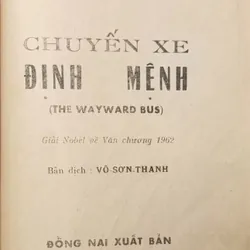 CHUYẾN XE
ĐỊNH MỆNH
(THE WAYWARD BUS)
Giải Nobel về Văn chương 1962
Bản dịch : VÕ-SƠN-THANH
ĐỒNG NAI XUẤT BẢN